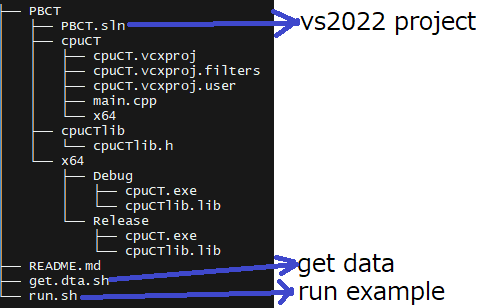 PBCT
PBCT.sln
vs2022 project
cpuCT
cpuCT.vcxproj
cpuCT.vcxproj.filters
cpuCT.vcxproj.user
main.cpp
x64
cpuCTlib
cpuCTlib.h
x64
Debug
cpuCT.exe
cpuCTlib.lib
Release
cpuCT.exe
cpuCTlib.lib
README.md
get.dta.sh
get data
run.sh
run example